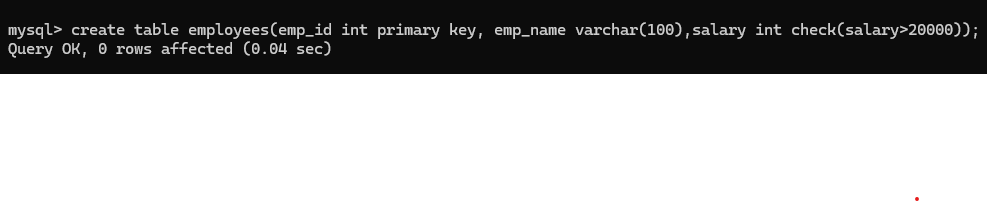 mysql> create table employees(emp_id int primary key, emp_name varchar(100),salary int check(salary>20000));
Query OK, 0 rows affected (0.04 sec)